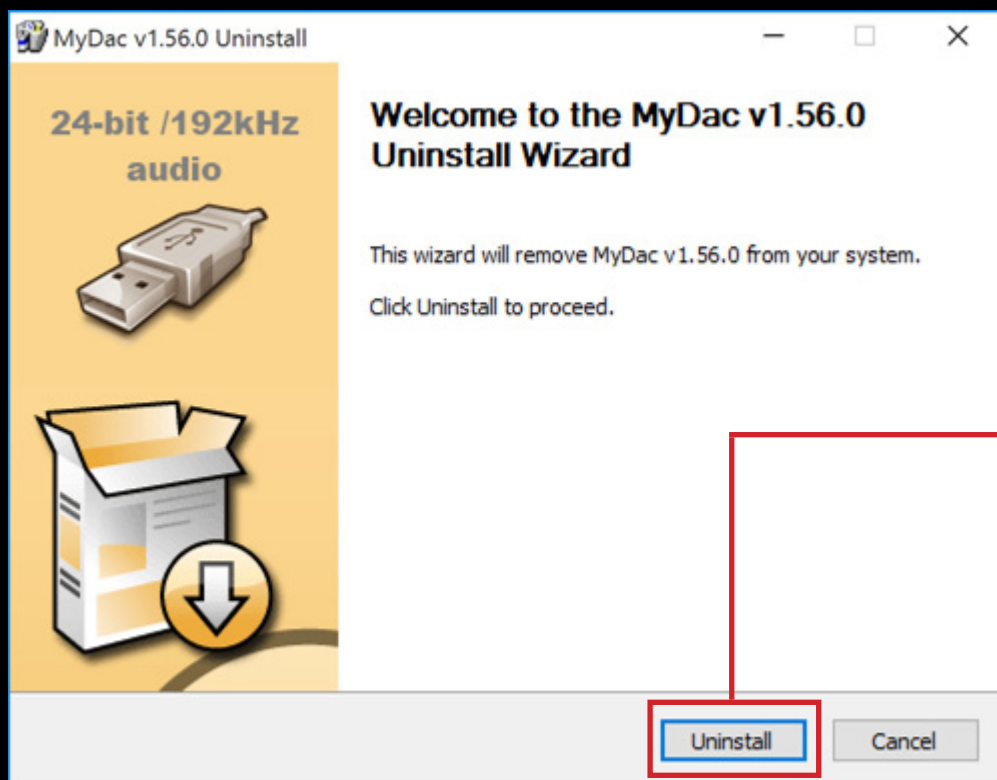 MyDac v1.56.0 Uninstall
24-bit /192kHz
audio
Welcome to the MyDac v1.56.0
Uninstall Wizard
This wizard will remove MyDac v1.56.0 from your system.
Click Uninstall to proceed.
Uninstall
Cancel